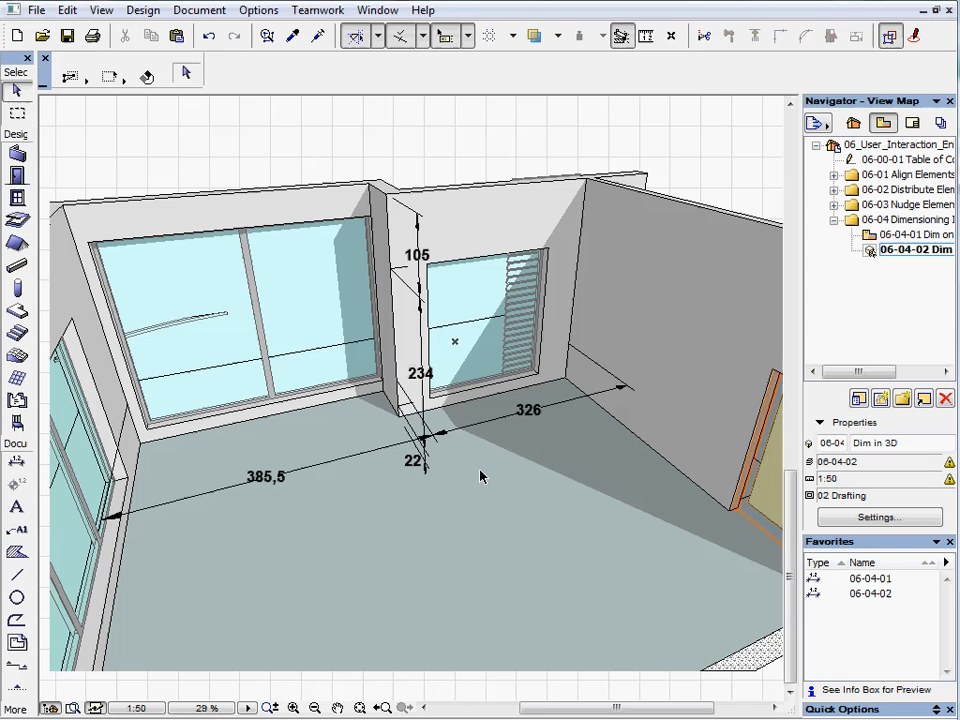 File Edit View Design Document Options Teamwork Window Help
Selec
Desig
Docu
More
105
234
326
22
385,5
1:50
29 %
Navigator - View Map
06_User_Interaction_En
06-00-01 Table of Co
06-01 Align Elements
06-02 Distribute Elen
06-03 Nudge Elemen
06-04 Dimensioning I
06-04-01 Dim on
06-04-02 Dim
Properties
06-04 Dim in 3D
06-04-02
1:50
02 Drafting
Settings...
Favorites
Type Name
06-04-01
06-04-02
See Info Box for Preview
Quick Options